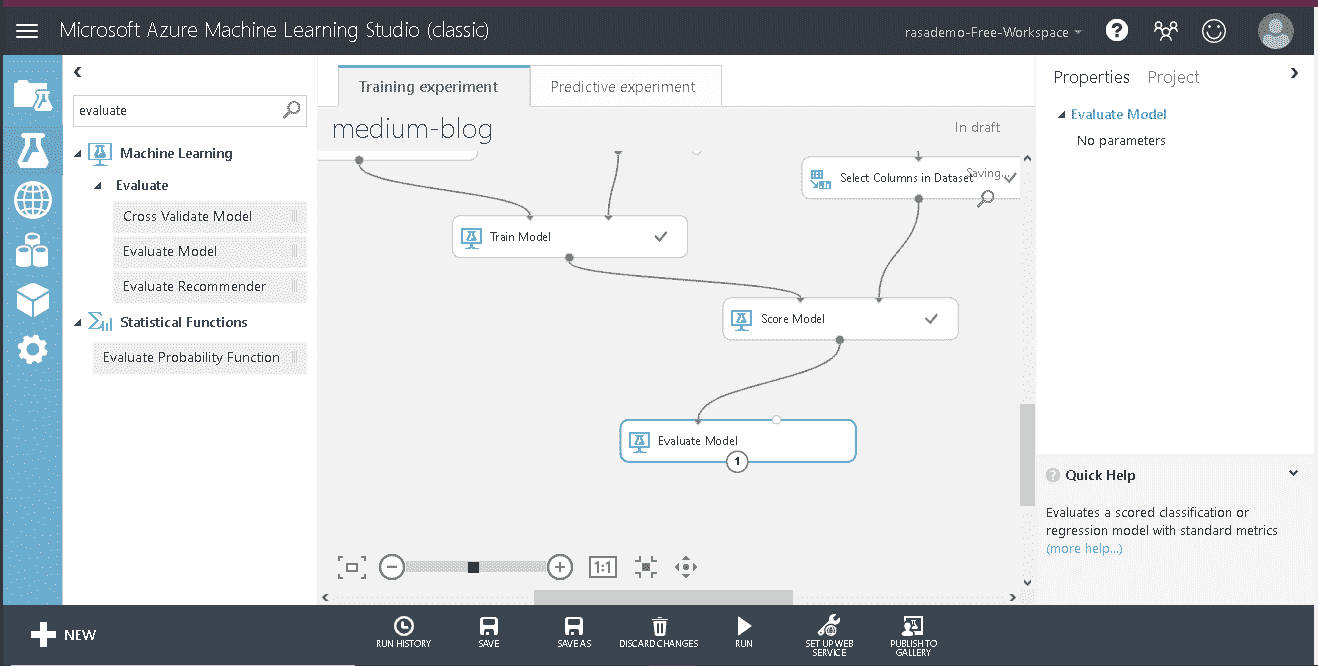 Microsoft Azure Machine Learning Studio (classic)
rasademo-Free-Workspace
?
evaluate
Machine Learning
Evaluate
Cross Validate Model
Evaluate Model
Evaluate Recommender
Statistical Functions
Evaluate Probability Function
Training experiment
Predictive experiment
medium-blog
In draft
Select Columns in Dataset
Saving...
Train Model
Score Model
Evaluate Model
1
1:1
Properties
Project
Evaluate Model
No parameters
? Quick Help
Evaluates a scored classification or
regression model with standard metrics
(more help...)
NEW
RUN HISTORY
SAVE
SAVE AS
DISCARD CHANGES
RUN
SET UP WEB
SERVICE
PUBLISH TO
GALLERY